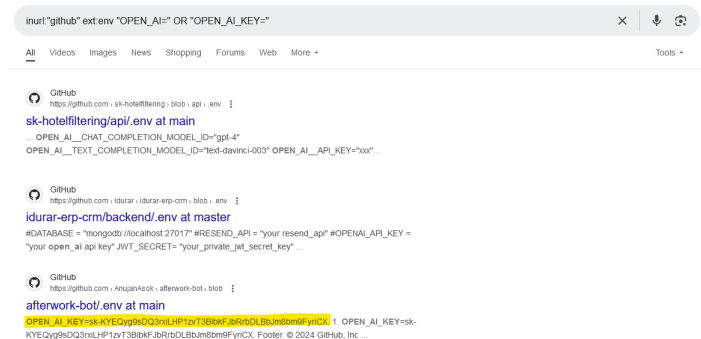 inurl:"github" ext:env "OPEN_AI=" OR "OPEN_AI_KEY="
All Videos Images News Shopping Forums Web More Tools
GitHub
https://github.com › sk-hotelfiltering › blob › api › .env
sk-hotelfiltering/api/.env at main
... OPEN_AI__CHAT_COMPLETION_MODEL_ID="gpt-4"
OPEN_AI__TEXT_COMPLETION_MODEL_ID="text-davinci-003" OPEN_AI__API_KEY="xxx"...
GitHub
https://github.com › idurar › idurar-erp-crm › blob › .env
idurar-erp-crm/backend/.env at master
#DATABASE = "mongodb://localhost:27017" #RESEND_API = "your resend_api" #OPENAI_API_KEY =
"your open_ai api key" JWT_SECRET= "your_private_jwt_secret_key" ...
GitHub
https://github.com › AnujanAsok › afterwork-bot › blob
afterwork-bot/.env at main
OPEN_AI_KEY= 1. OPEN_AI_KEY=sk-
Footer. © 2024 GitHub, Inc ...